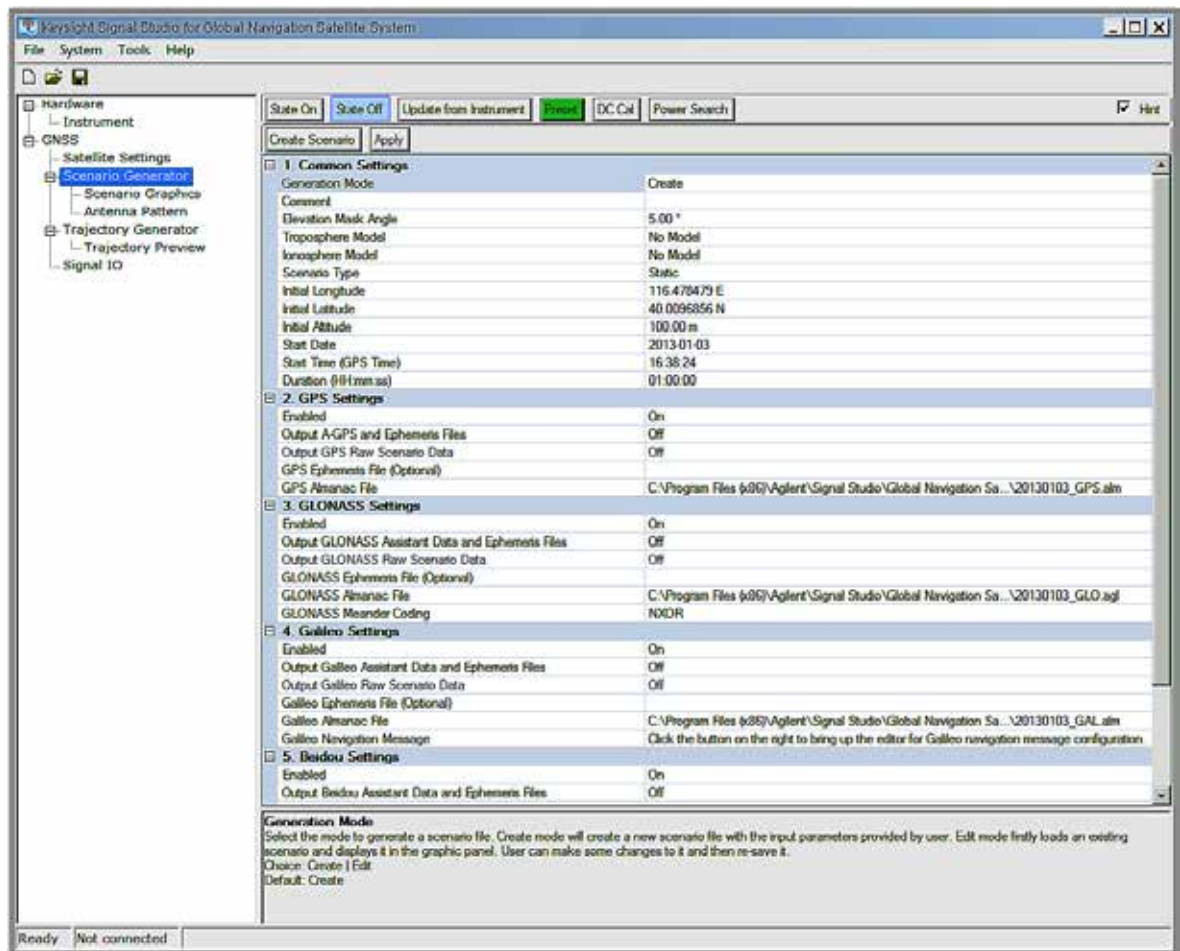 Keysight Signal Studio for Global Navigation Satellite System
File System Tools Help
Hardware
Instrument
GNSS
Satellite Settings
Scenario Generator
Scenario Graphics
Antenna Pattern
Trajectory Generator
Trajectory Preview
Signal IO
State On State Off Update from Instrument Preset DC Cal Power Search Hint
Create Scenario Apply
1. Common Settings
Generation Mode Create
Comment
Elevation Mask Angle 5.00 °
Troposphere Model No Model
Ionosphere Model No Model
Scenario Type Static
Initial Longitude 116.478479 E
Initial Latitude 40.0096856 N
Initial Altitude 100.00 m
Start Date 2013-01-03
Start Time (GPS Time) 16:38:24
Duration (HH:mm:ss) 01:00:00
2. GPS Settings
Enabled On
Output A-GPS and Ephemeris Files Off
Output GPS Raw Scenario Data Off
GPS Ephemeris File (Optional)
GPS Almanac File C:\Program Files (x86)\Agilent\Signal Studio\Global Navigation Sa...\20130103_GPS.alm
3. GLONASS Settings
Enabled On
Output GLONASS Assistant Data and Ephemeris Files Off
Output GLONASS Raw Scenario Data Off
GLONASS Ephemeris File (Optional)
GLONASS Almanac File C:\Program Files (x86)\Agilent\Signal Studio\Global Navigation Sa...\20130103_GLO.agl
GLONASS Meander Coding NXOR
4. Galileo Settings
Enabled On
Output Galileo Assistant Data and Ephemeris Files Off
Output Galileo Raw Scenario Data Off
Galileo Ephemeris File (Optional)
Galileo Almanac File C:\Program Files (x86)\Agilent\Signal Studio\Global Navigation Sa...\20130103_GAL.alm
Galileo Navigation Message Click the button on the right to bring up the editor for Galileo navigation message configuration
5. Beidou Settings
Enabled On
Output Beidou Assistant Data and Ephemeris Files Off
Generation Mode
Select the mode to generate a scenario file. Create mode will create a new scenario file with the input parameters provided by user. Edit mode firstly loads an existing
scenario and displays it in the graphic panel. User can make some changes to it and then re-save it.
Choice: Create | Edit
Default: Create
Ready Not connected